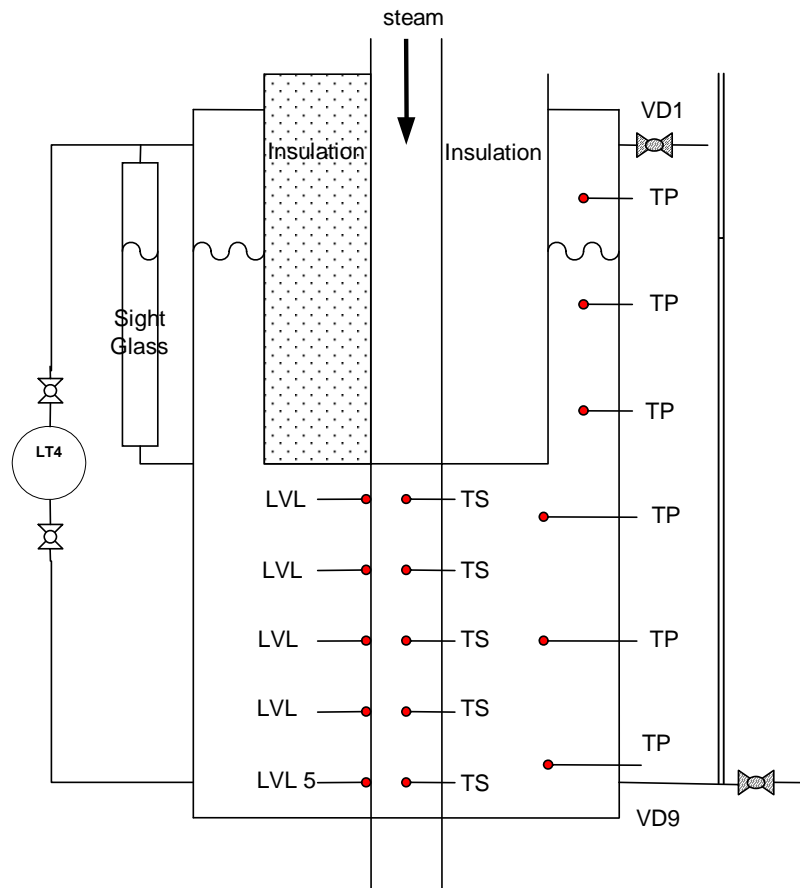 steam
VD1
Insulation
Insulation
TP
TP
Sight
Glass
TP
LT4
LVL
TS
TP
LVL
TS
LVL
TS
TP
LVL
TS
TP
LVL 5
TS
VD9